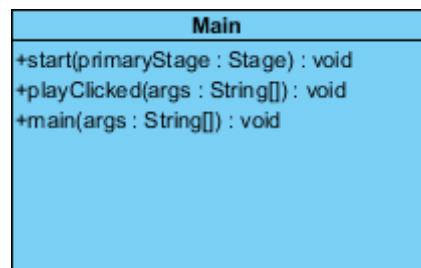 Main
+start(primaryStage : Stage) : void
+playClicked(args : String[]) : void
+main(args : String[]) : void